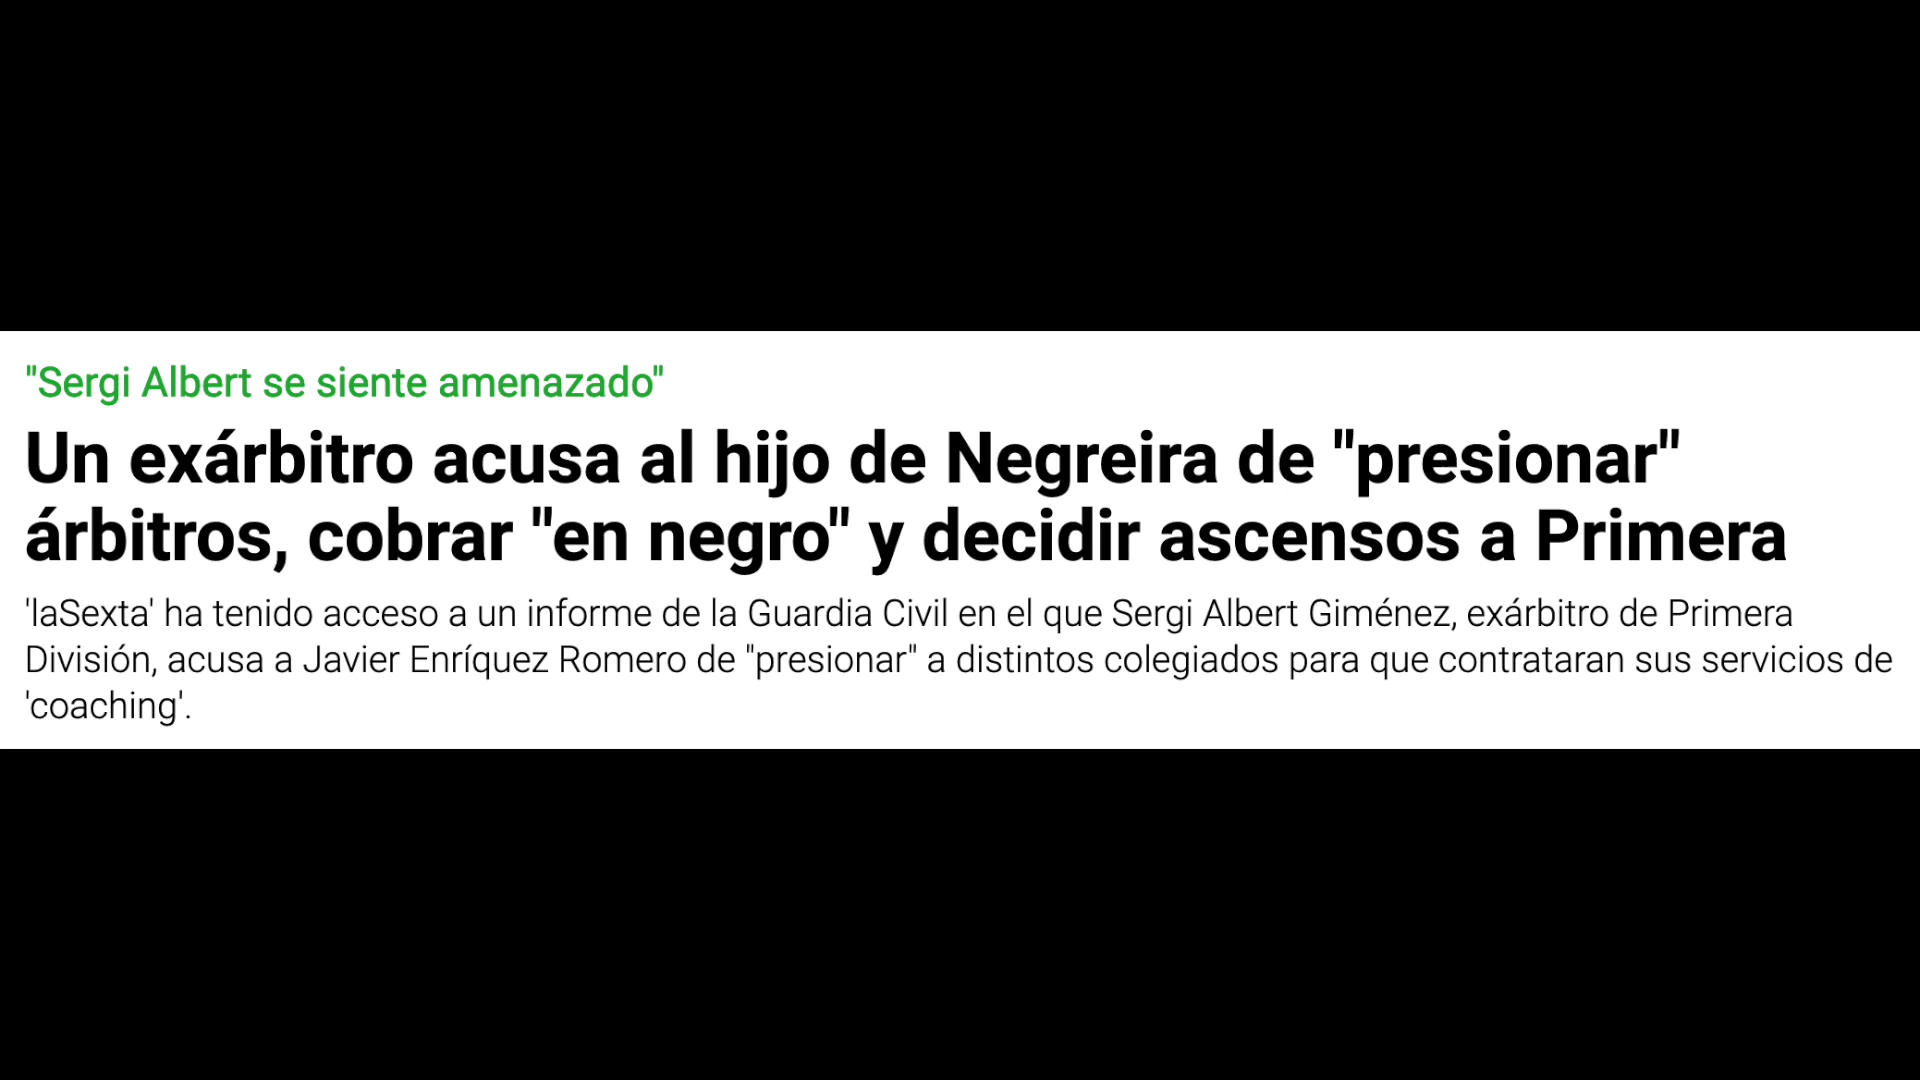 "Sergi Albert se siente amenazado"
Un exárbitro acusa al hijo de Negreira de "presionar"
árbitros, cobrar "en negro" y decidir ascensos a Primera
'laSexta' ha tenido acceso a un informe de la Guardia Civil en el que Sergi Albert Giménez, exárbitro de Primera
División, acusa a Javier Enríquez Romero de "presionar" a distintos colegiados para que contrataran sus servicios de
'coaching'.